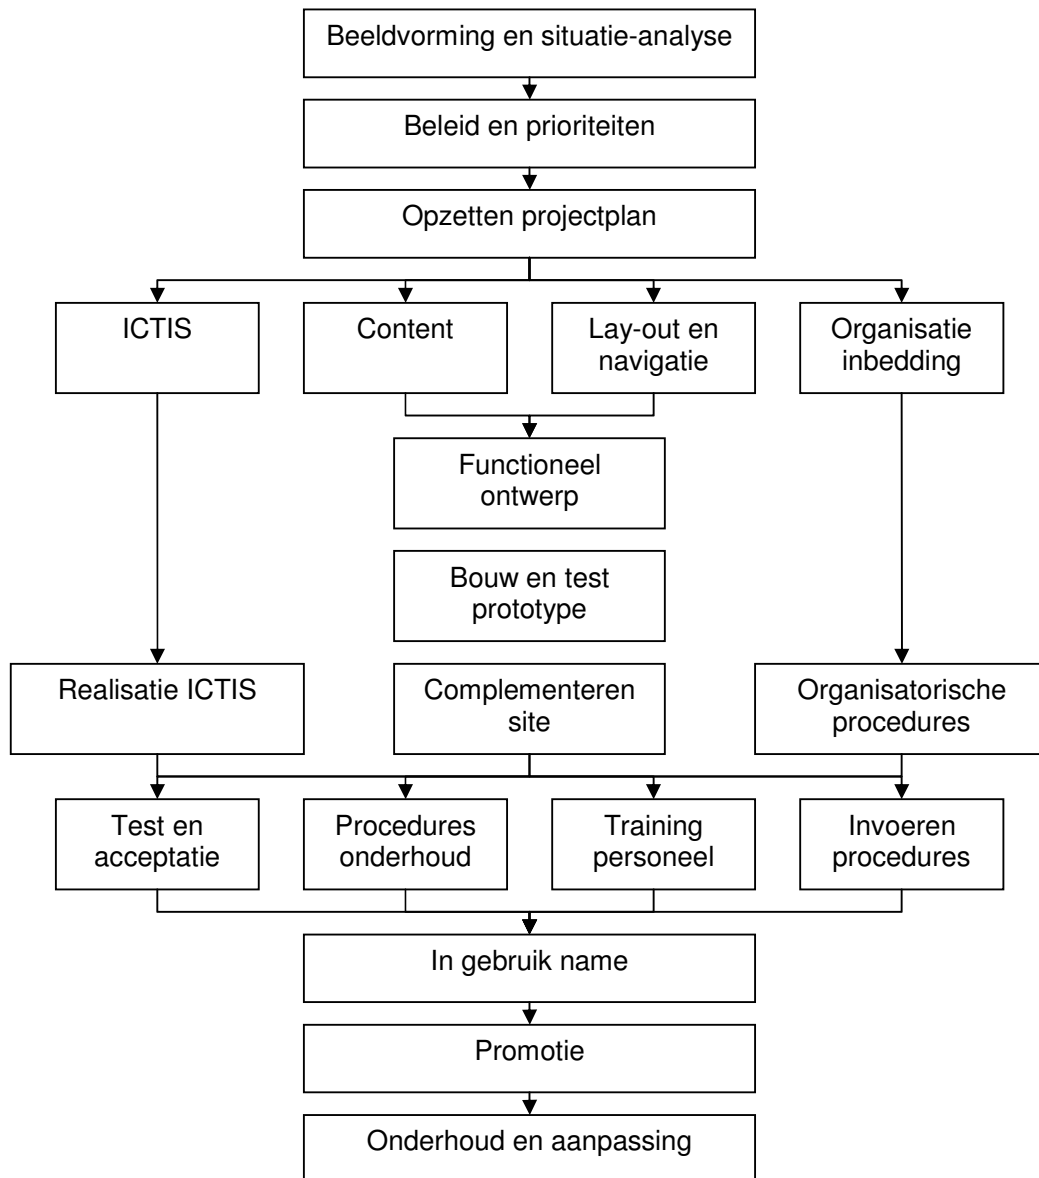 Beeldvorming en situatie-analyse
Beleid en prioriteiten
Opzetten projectplan
ICTIS
Content
Lay-out en
navigatie
Organisatie
inbedding
Functioneel
ontwerp
Bouw en test
prototype
Realisatie ICTIS
Complementeren
site
Organisatorische
procedures
Test en
acceptatie
Procedures
onderhoud
Training
personeel
Invoeren
procedures
In gebruik name
Promotie
Onderhoud en aanpassing